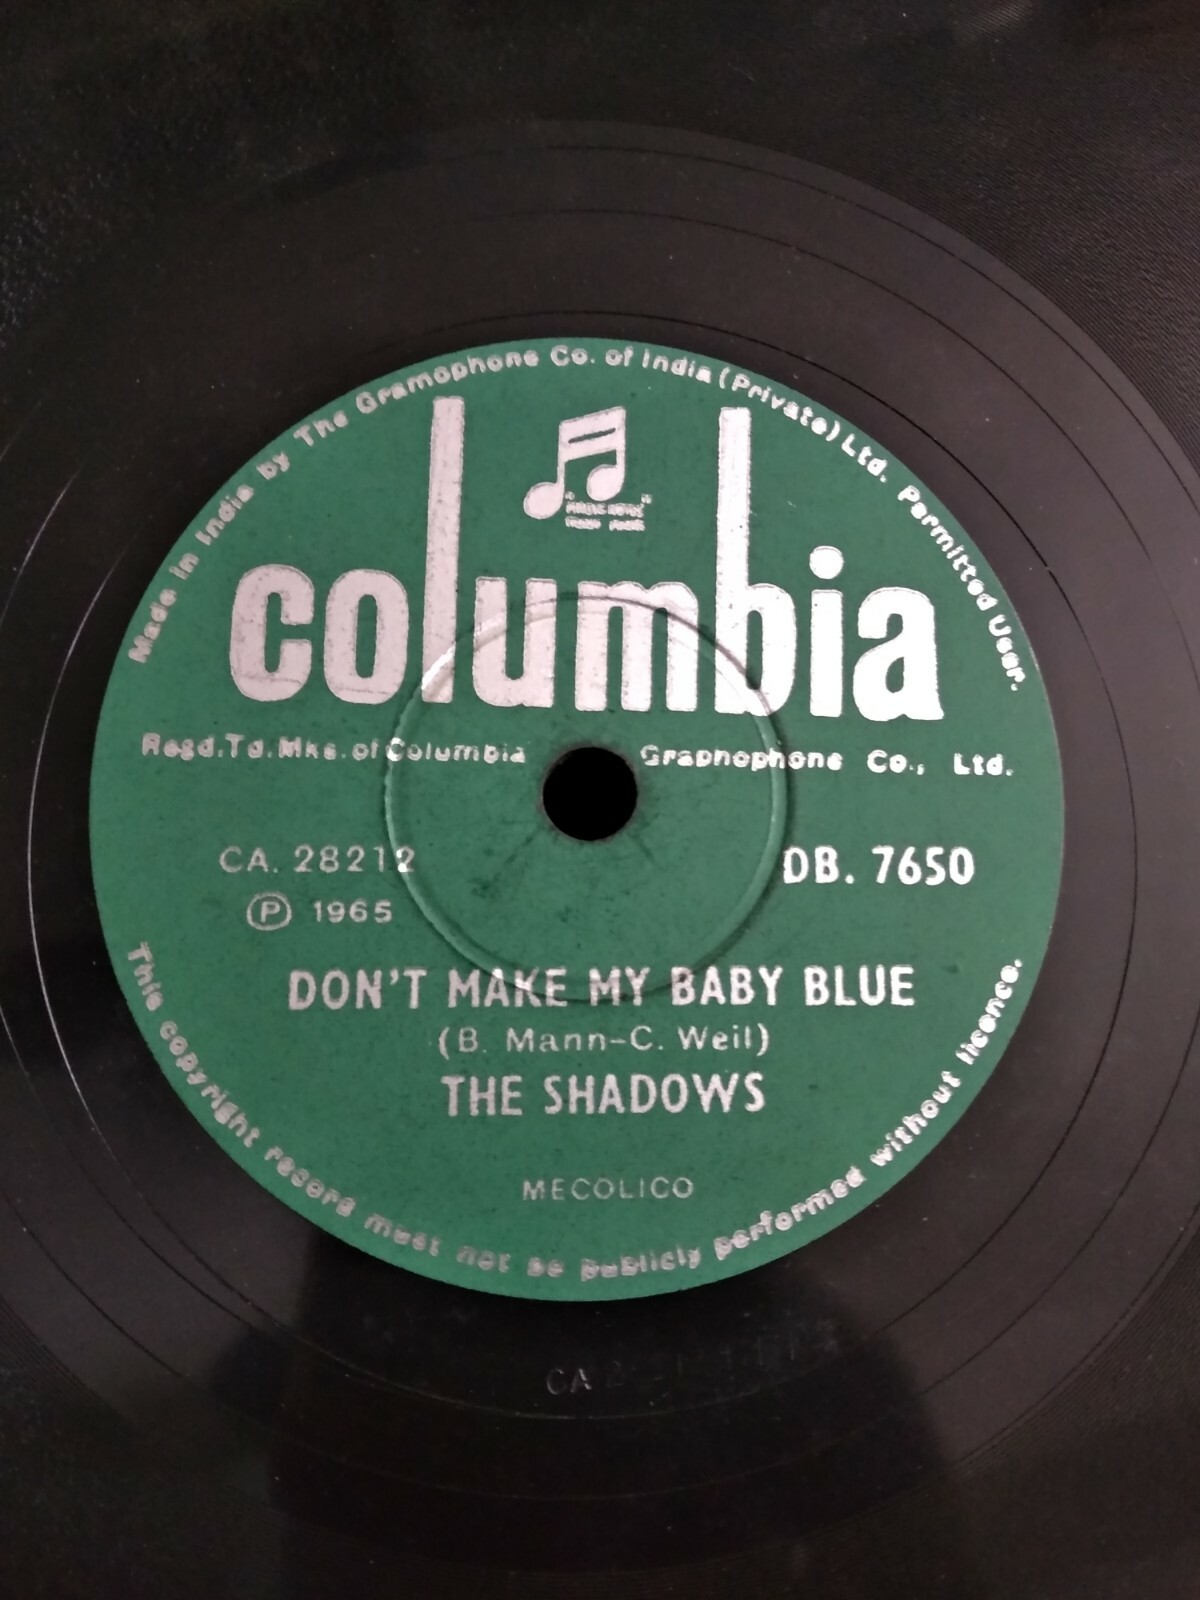 Made in India by The Gramophone Co. of India (Private) Ltd. Permitted User.
columbia
Regd.Td.Mks.of Columbia Graphophone Co., Ltd.
CA. 28212
DB. 7650
Ⓟ 1965
DON'T MAKE MY BABY BLUE
(B. Mann-C. Weil)
THE SHADOWS
MECOLICO
This copyright record must not be publicly performed without licence.
CA